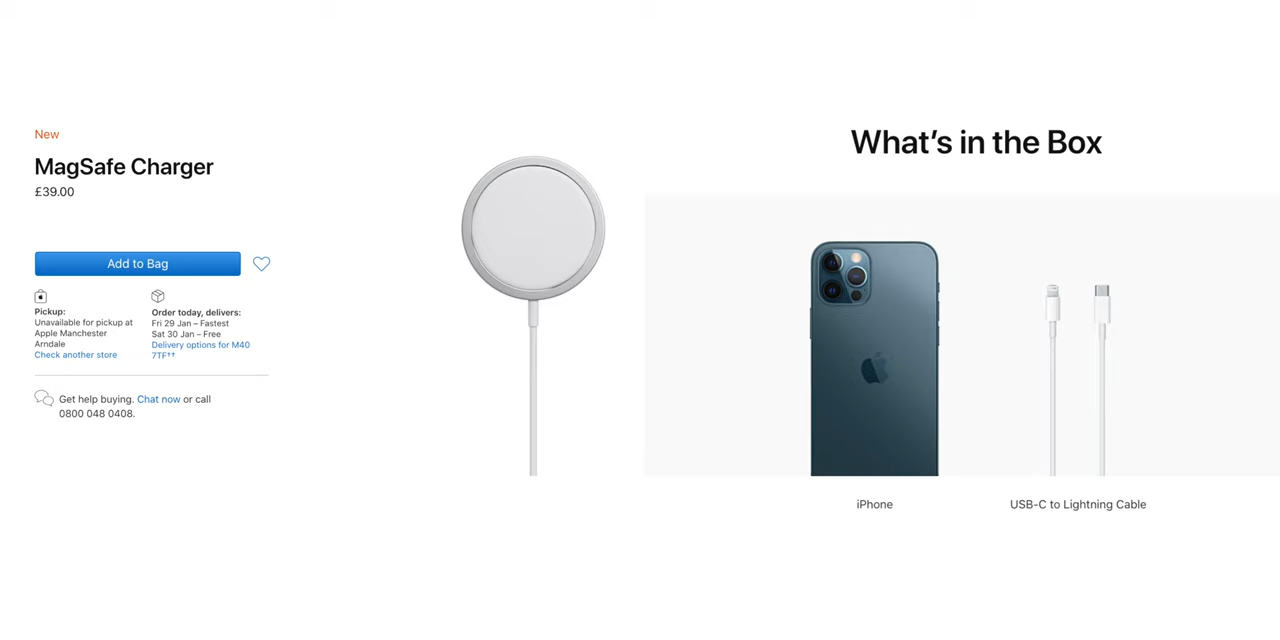 New
MagSafe Charger
£39.00
Add to Bag
Pickup:
Unavailable for pickup at
Apple Manchester
Arndale
Check another store
Order today, delivers:
Fri 29 Jan – Fastest
Sat 30 Jan – Free
Delivery options for M40
7TF††
Get help buying. Chat now or call
0800 048 0408.
What’s in the Box
iPhone
USB-C to Lightning Cable